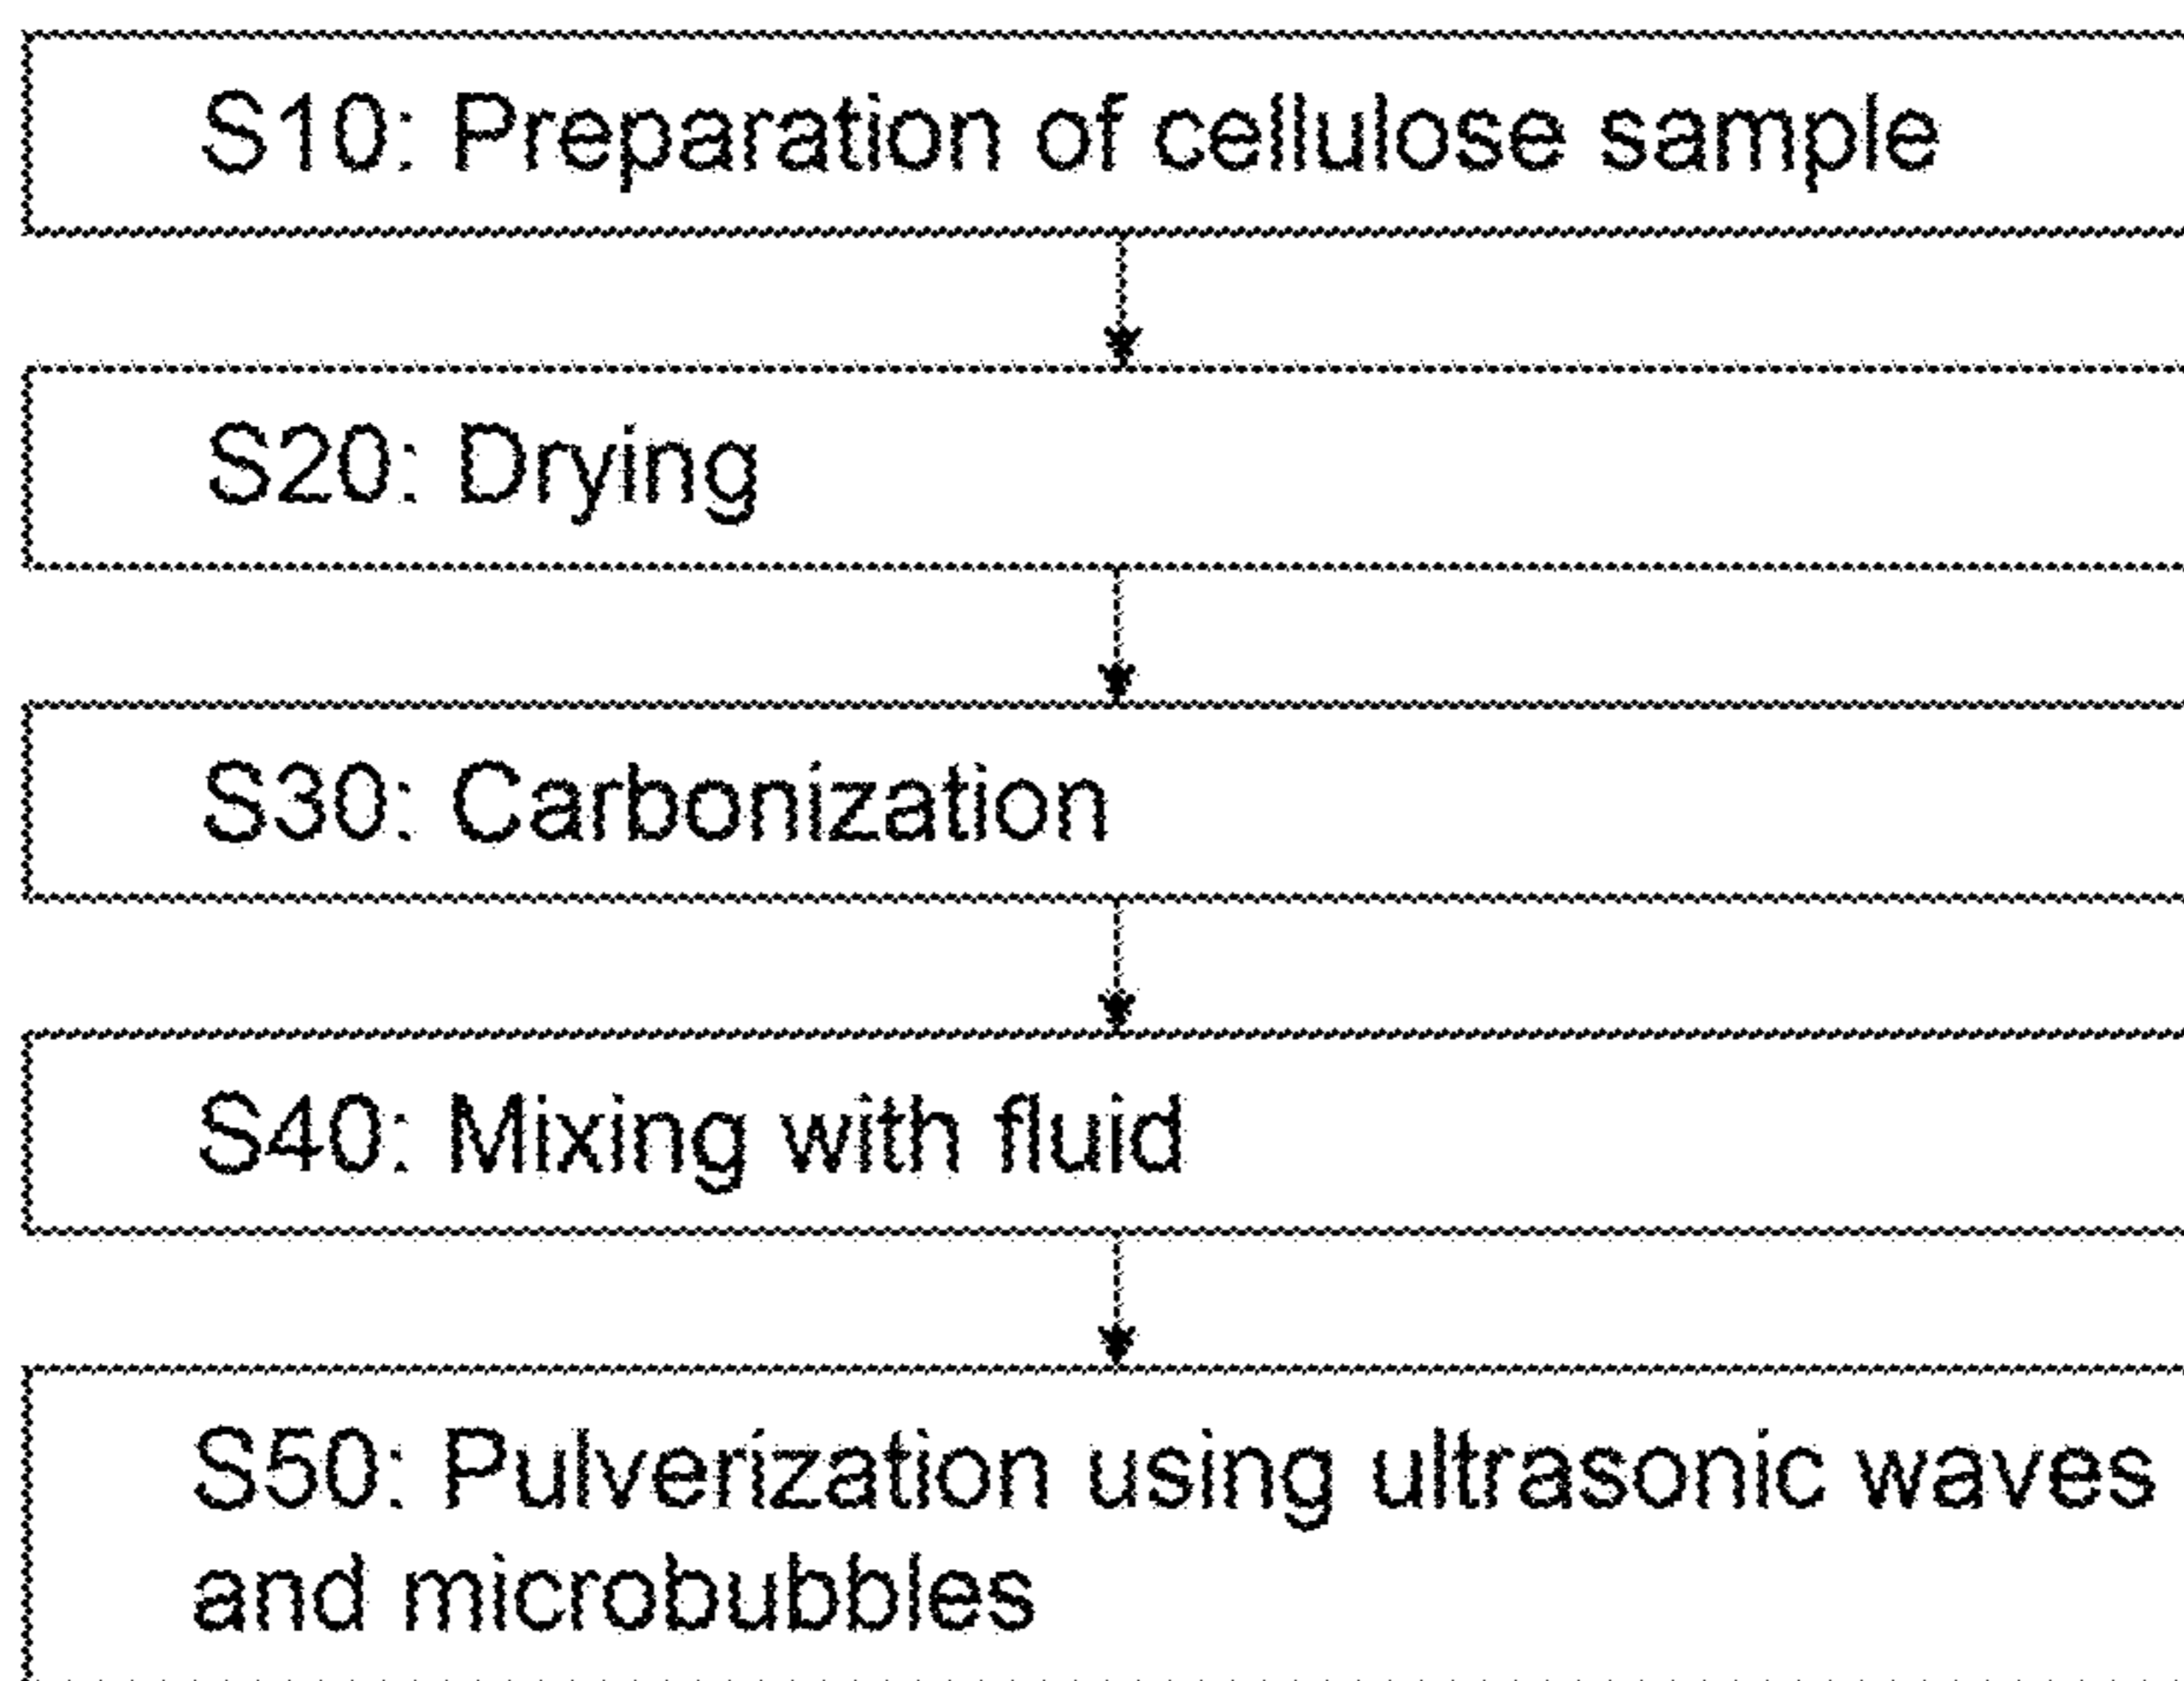 S10: Preparation of cellulose sample
S20: Drying
S30: Carbonization
S40: Mixing with fluid
S50: Pulverization using ultrasonic waves
and microbubbles